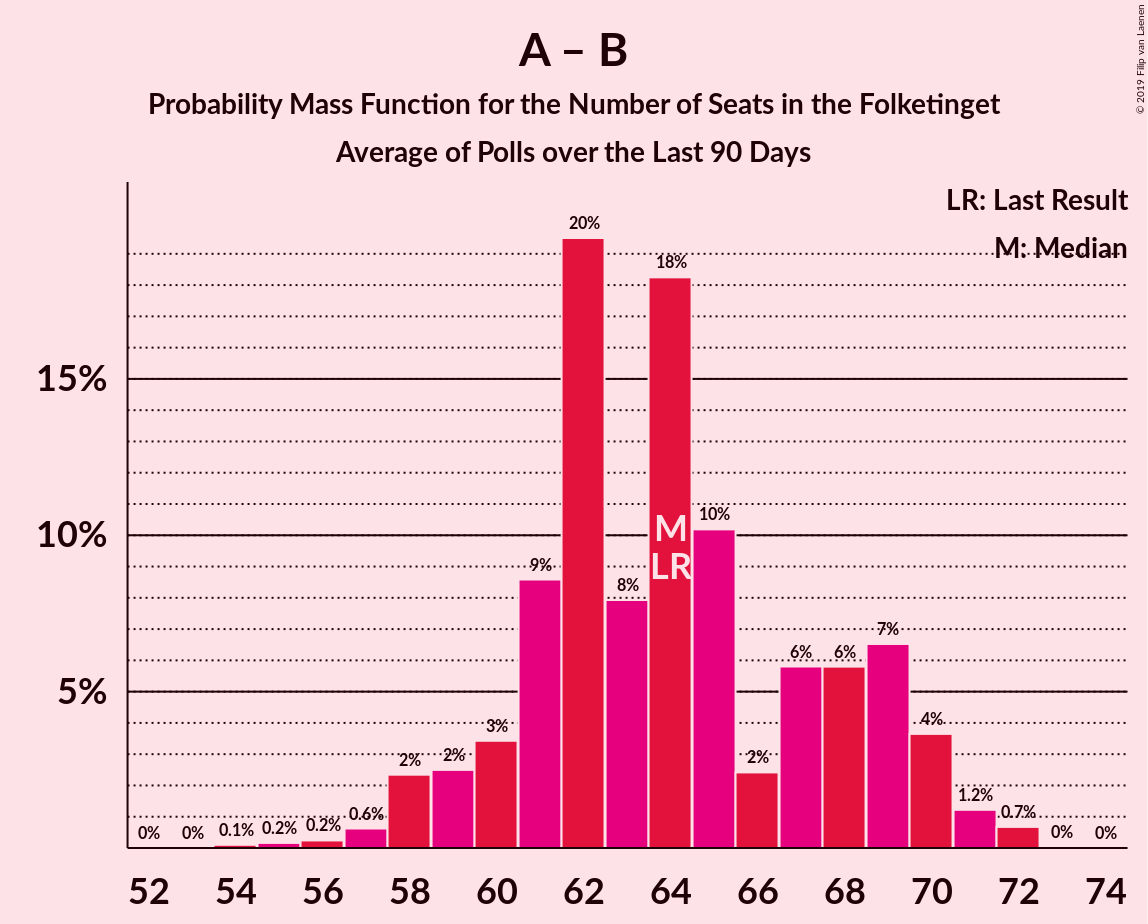 A – B
Probability Mass Function for the Number of Seats in the Folketinget
Average of Polls over the Last 90 Days
© 2019 Filip van Laenen
LR: Last Result
M: Median
20%
18%
15%
10%
10%
M
LR
9%
8%
7%
6%
6%
5%
4%
3%
2%
2%
2%
1.2%
0%
0%
0.1%
0.2%
0.2%
0.6%
0.7%
0%
0%
52 54 56 58 60 62 64 66 68 70 72 74